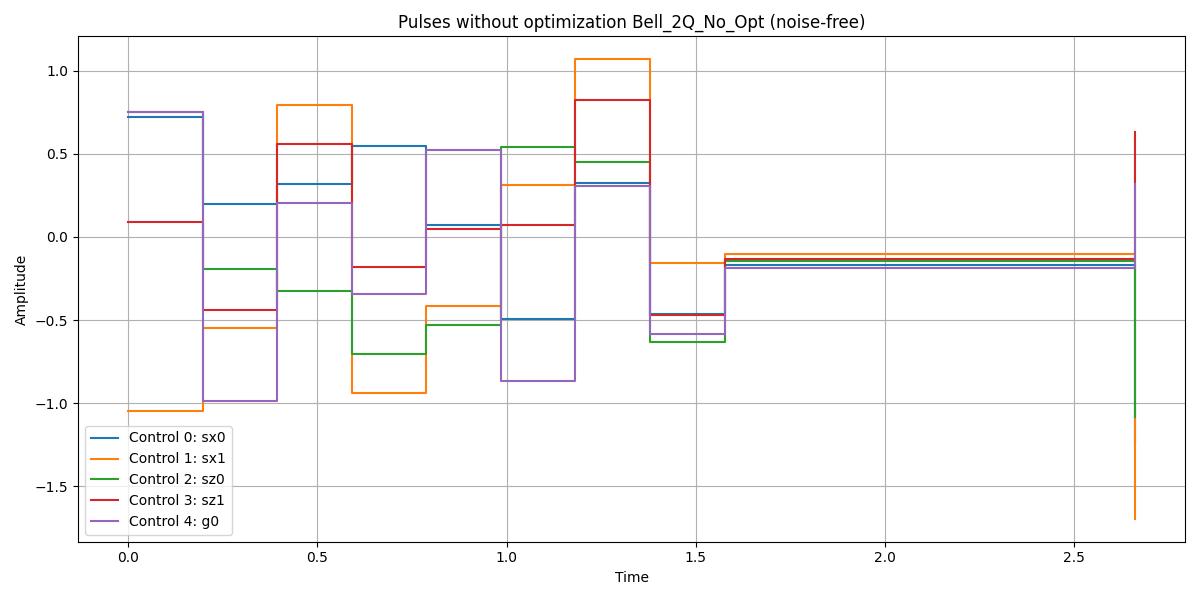 Pulses without optimization Bell_2Q_No_Opt (noise-free)
Amplitude
1.0
0.5
0.0
−0.5
−1.0
−1.5
Control 0: sx0
Control 1: sx1
Control 2: sz0
Control 3: sz1
Control 4: g0
0.0 0.5 1.0 1.5 2.0 2.5
Time